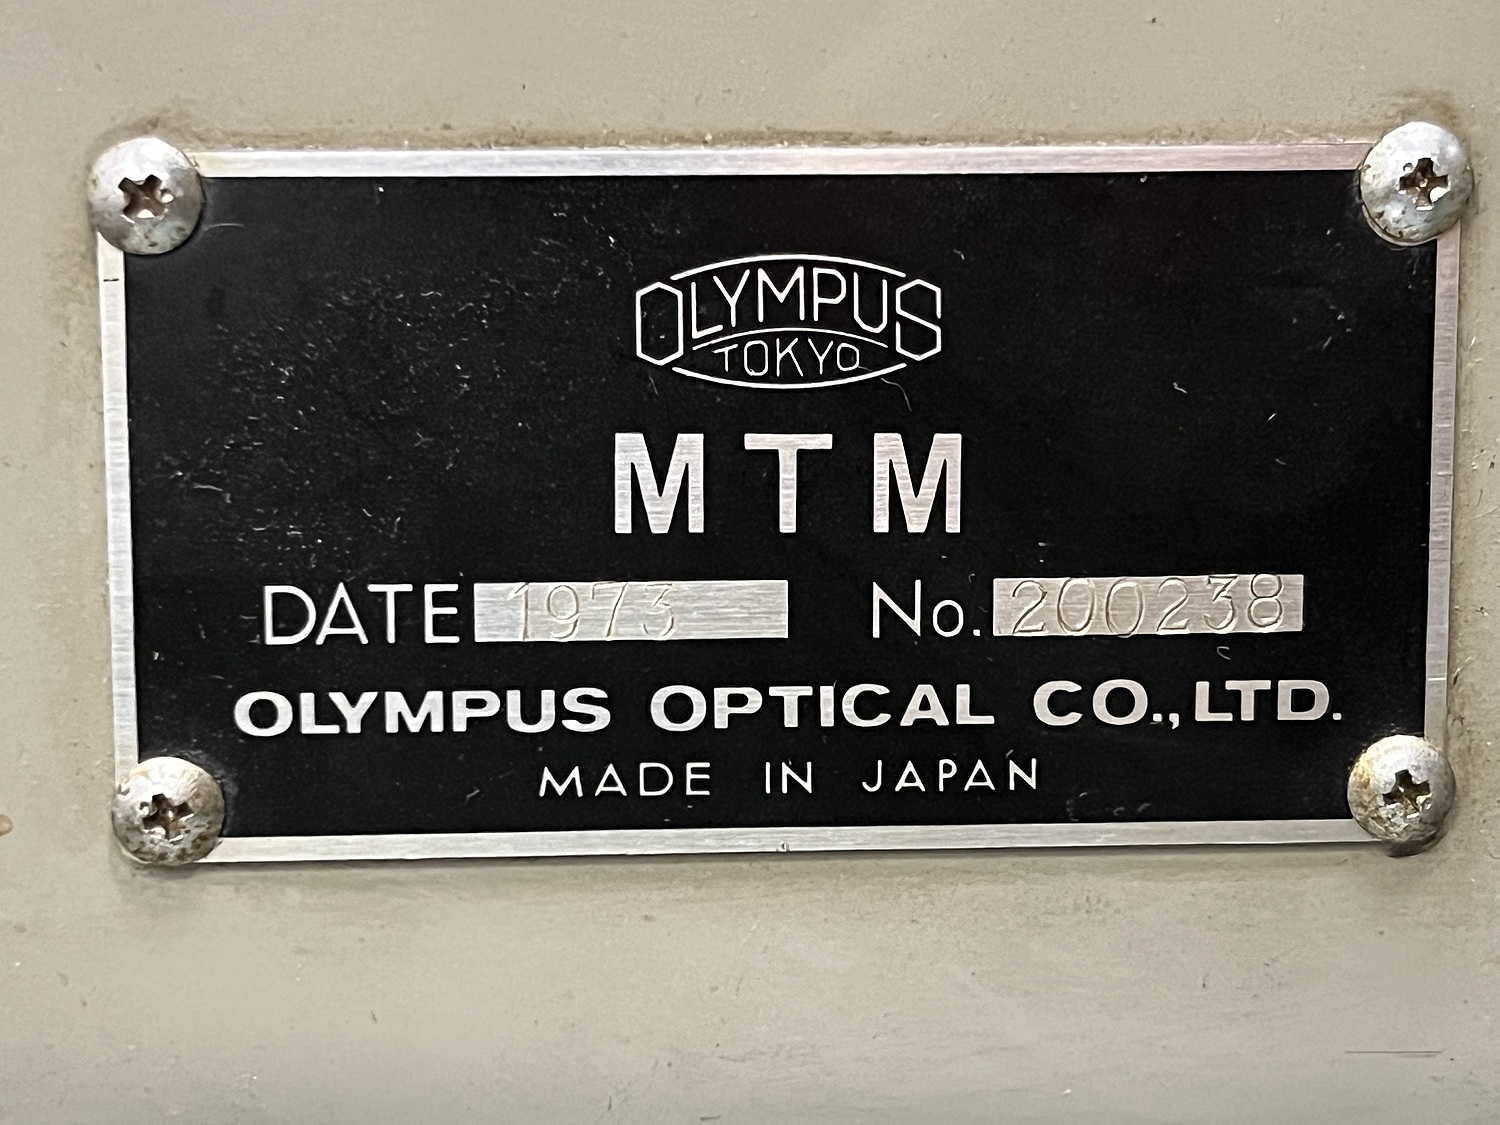 OLYMPUS
TOKYO
MTM
DATE 1973 No. 200238
OLYMPUS OPTICAL CO., LTD.
MADE IN JAPAN